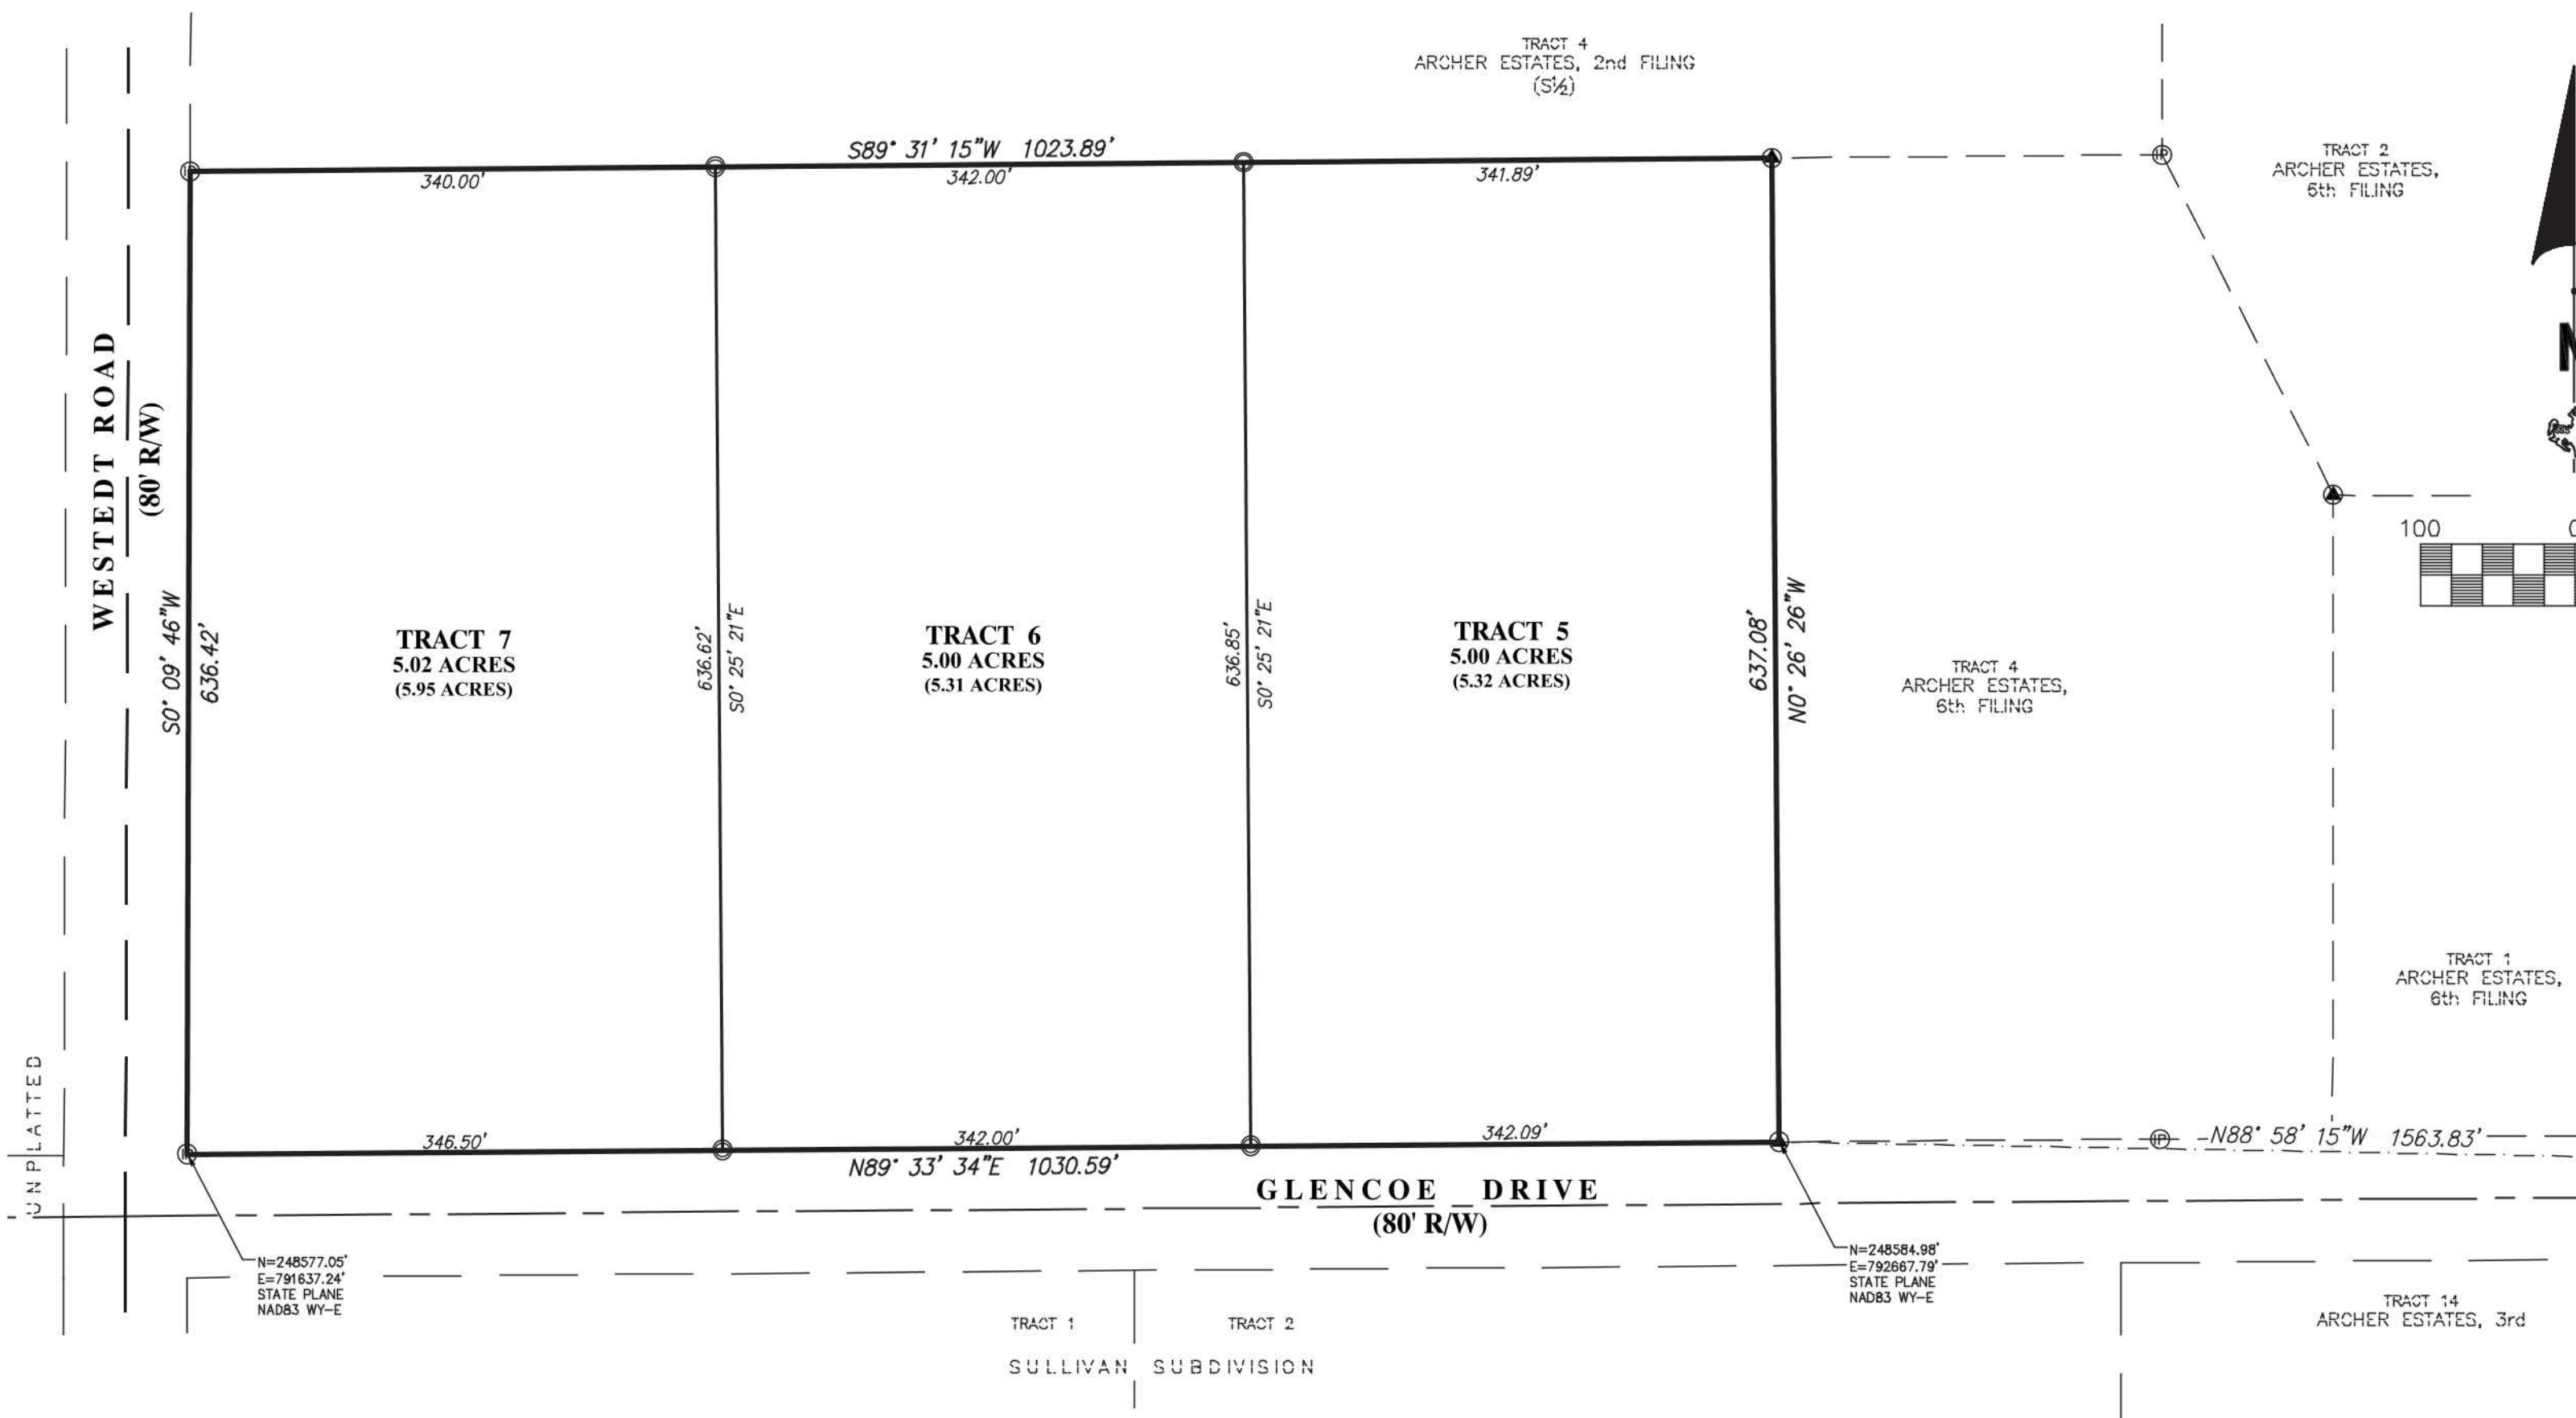 TRACT 4
ARCHER ESTATES, 2nd FILING
(S½)
TRACT 2
ARCHER ESTATES,
6th FILING
S89° 31' 15"W 1023.89'
340.00'
342.00'
341.89'
WESTEDT ROAD
(80' R/W)
S0° 09' 46"W
636.42'
TRACT 7
5.02 ACRES
(5.95 ACRES)
636.62'
S0° 25' 21"E
TRACT 6
5.00 ACRES
(5.31 ACRES)
636.85'
S0° 25' 21"E
TRACT 5
5.00 ACRES
(5.32 ACRES)
637.08'
N0° 26' 26"W
TRACT 4
ARCHER ESTATES,
6th FILING
100
TRACT 1
ARCHER ESTATES,
6th FILING
UNPLATTED
346.50'
342.00'
342.09'
N89° 33' 34"E 1030.59'
IP
N88° 58' 15"W 1563.83'
GLENCOE DRIVE
(80' R/W)
N=248577.05'
E=791637.24'
STATE PLANE
NAD83 WY-E
N=248584.98'
E=792667.79'
STATE PLANE
NAD83 WY-E
TRACT 1
TRACT 2
SULLIVAN SUBDIVISION
TRACT 14
ARCHER ESTATES, 3rd